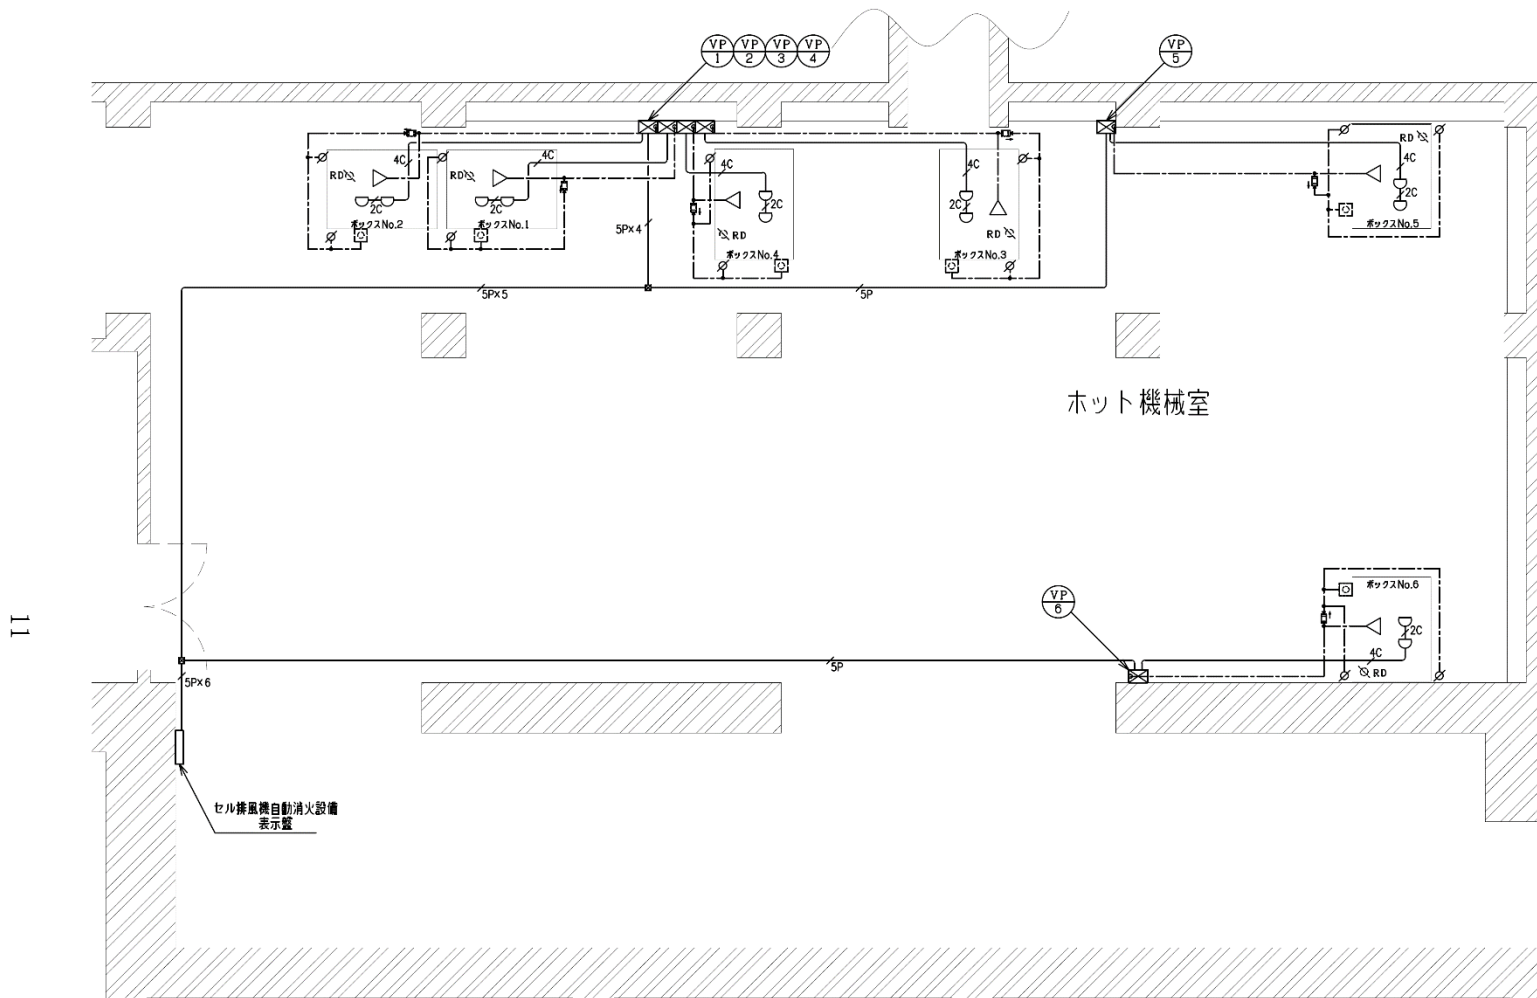 VP 1
VP 2
VP 3
VP 4
VP 5
4C
RD
2C
ボックスNo.2
4C
RD
2C
ボックスNo.1
4C
2C
RD
ボックスNo.4
4C
2C
RD
ボックスNo.3
RD
4C
2C
ボックスNo.5
5P×4
5P×5
5P
ホット機械室
VP 6
ボックスNo.6
2C
4C
RD
5P
5P×6
セル排風機自動消火設備
表示盤
11